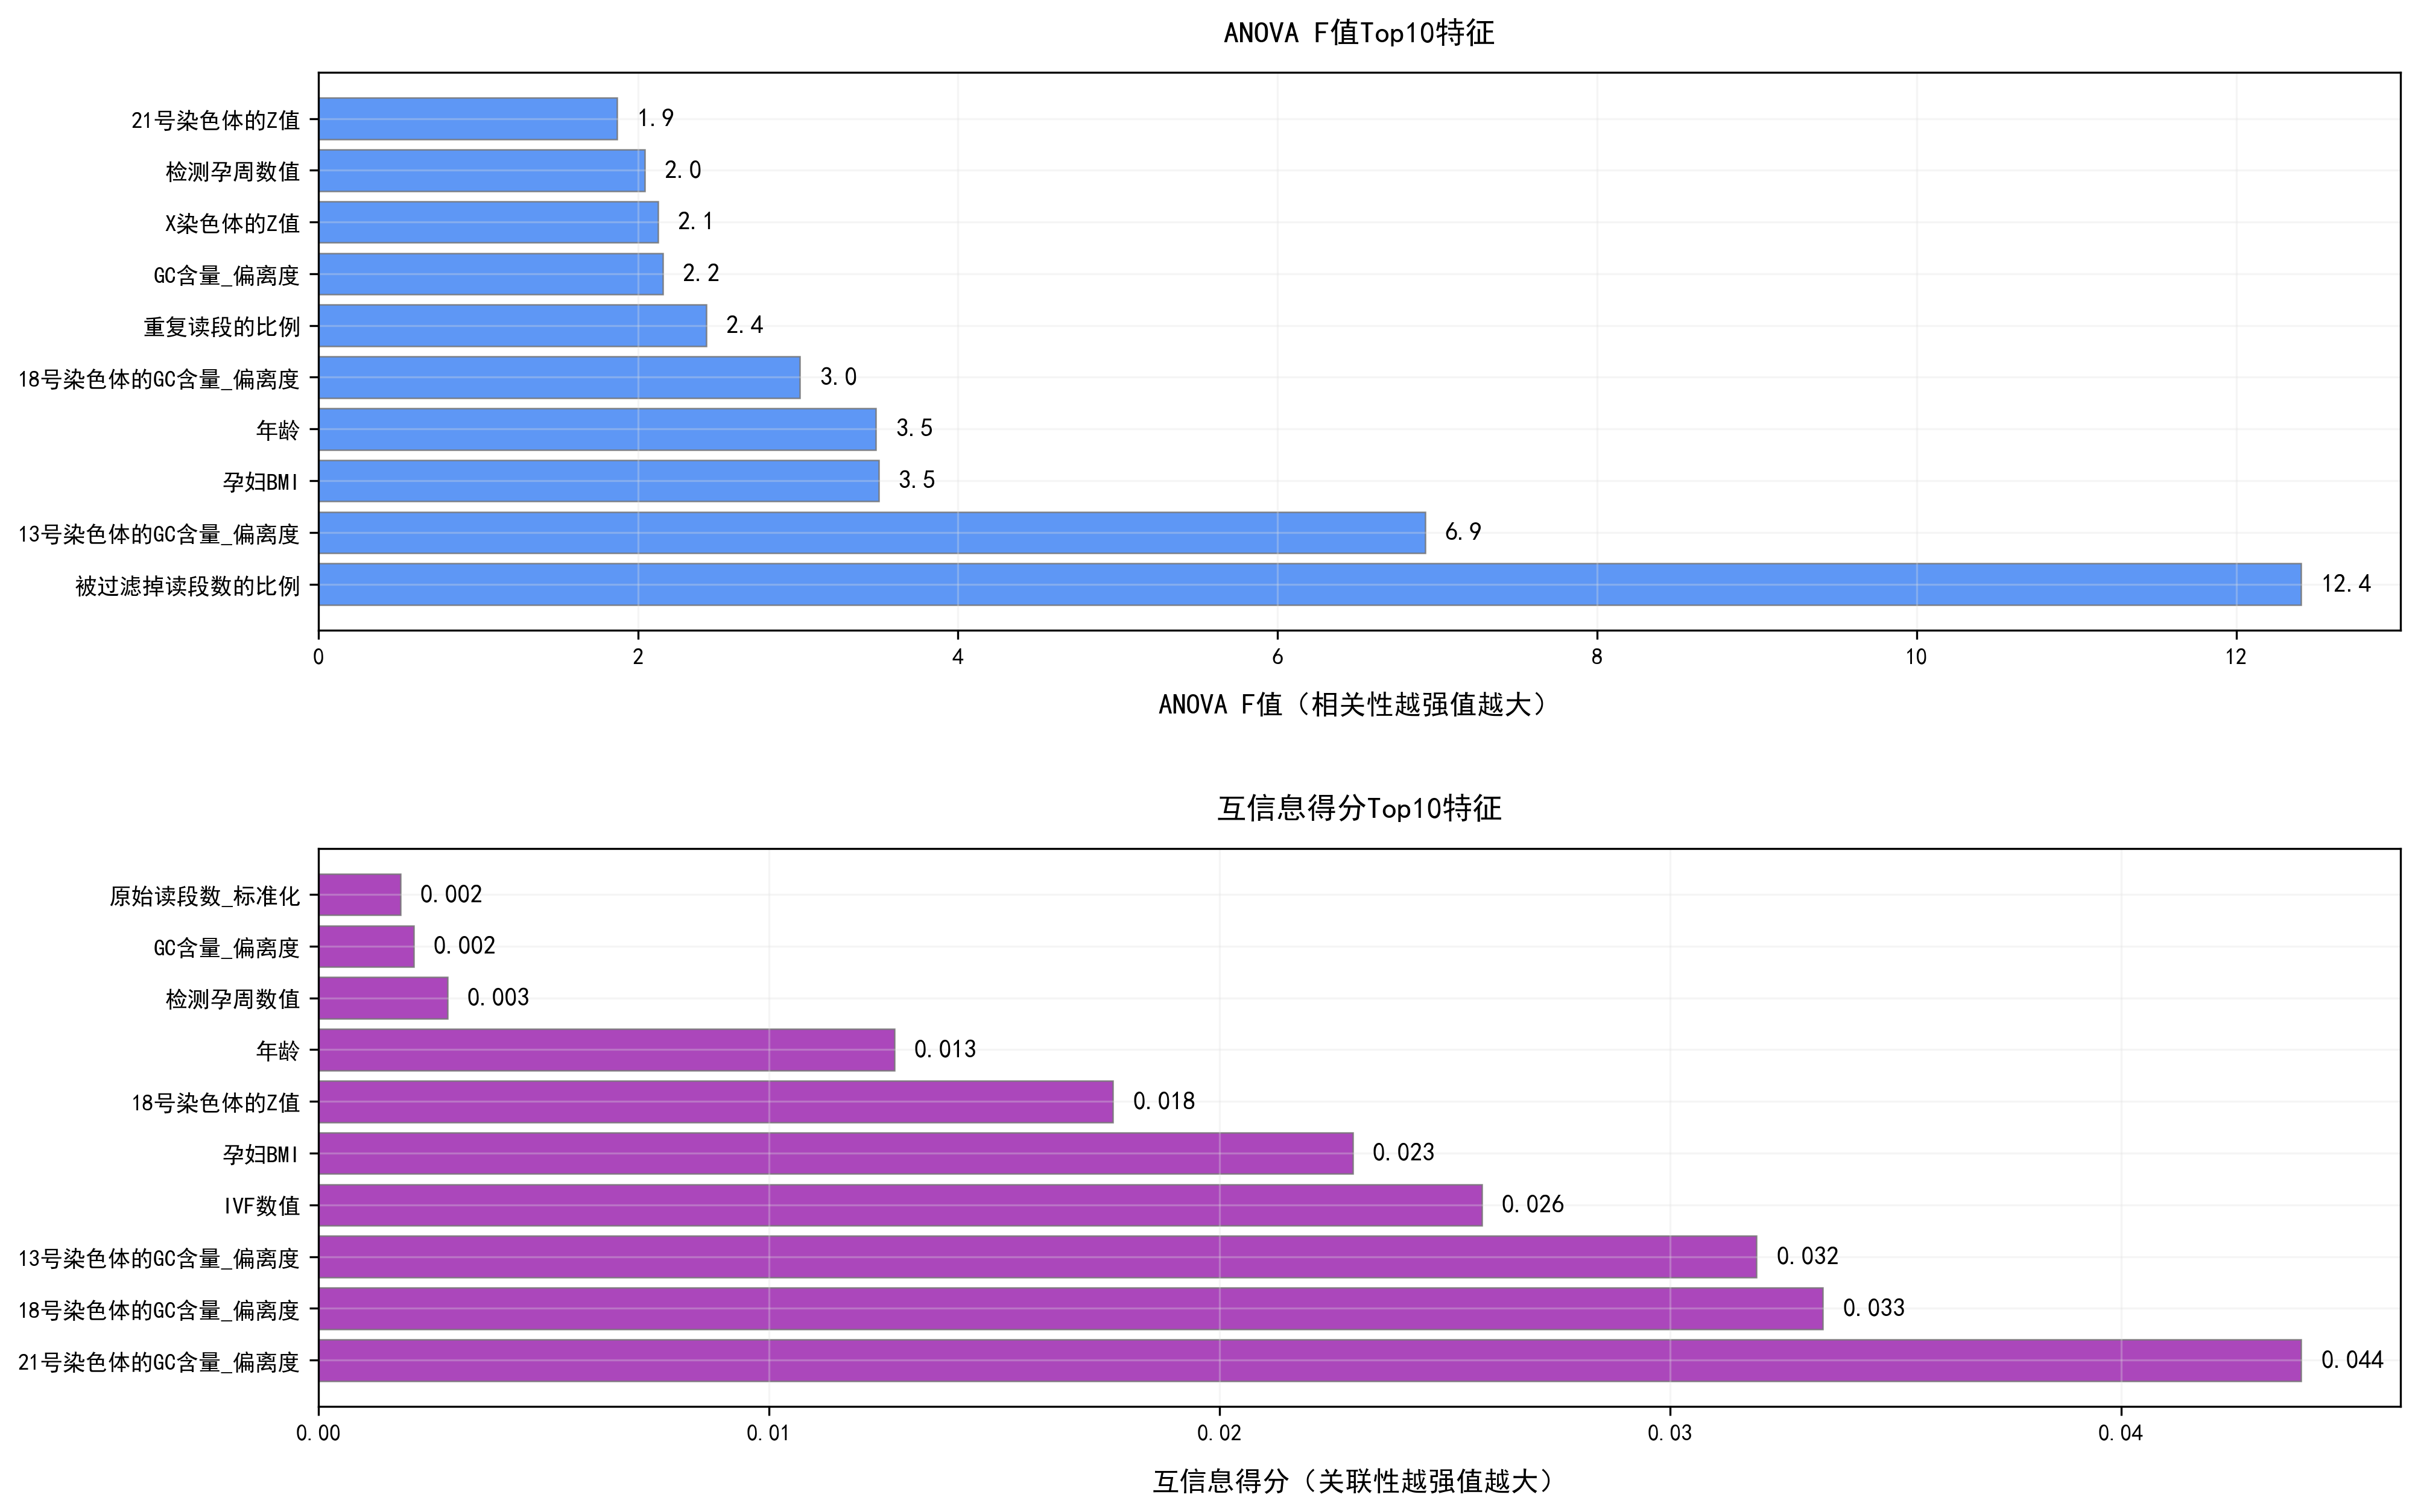 ANOVA F值Top10特征
21号染色体的Z值
1.9
检测孕周数值
2.0
X染色体的Z值
2.1
GC含量_偏离度
2.2
重复读段的比例
2.4
18号染色体的GC含量_偏离度
3.0
年龄
3.5
孕妇BMI
3.5
13号染色体的GC含量_偏离度
6.9
被过滤掉读段数的比例
12.4
0 2 4 6 8 10 12
ANOVA F值（相关性越强值越大）
互信息得分Top10特征
原始读段数_标准化
0.002
GC含量_偏离度
0.002
检测孕周数值
0.003
年龄
0.013
18号染色体的Z值
0.018
孕妇BMI
0.023
IVF数值
0.026
13号染色体的GC含量_偏离度
0.032
18号染色体的GC含量_偏离度
0.033
21号染色体的GC含量_偏离度
0.044
0.00 0.01 0.02 0.03 0.04
互信息得分（关联性越强值越大）